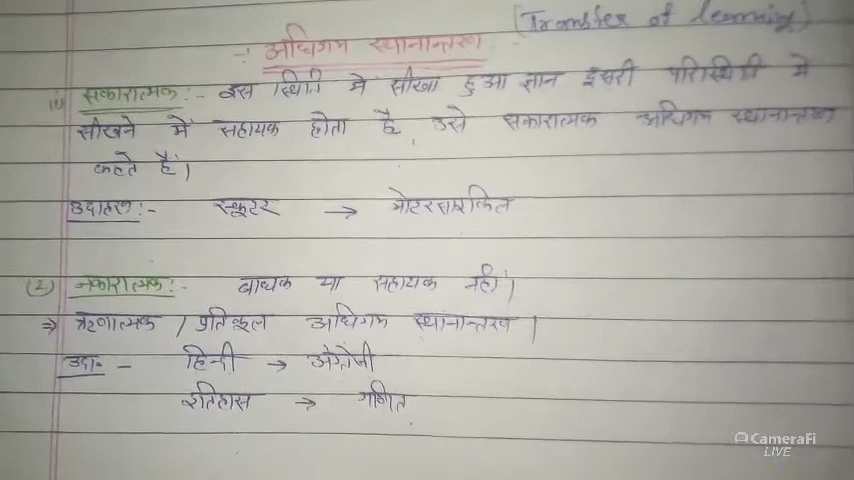 (Transfer of learning)
अधिगम स्थानान्तरण
(1) सकारात्मक:- इस स्थिति में सीखा हुआ ज्ञान दूसरी परिस्थिती में
सीखने में सहायक होता है, उसे सकारात्मक अधिगम स्थानान्तरण
कहते हैं।
उदाहरण:- स्कूटर → मोटरसाइकिल
(2) नकारात्मक:- बाधक या सहायक नहीं।
⇒ ऋणात्मक / प्रतिकूल अधिगम स्थानान्तरण।
उदा॰ - हिन्दी → अंग्रेजी
इतिहास → गणित
CameraFi
LIVE